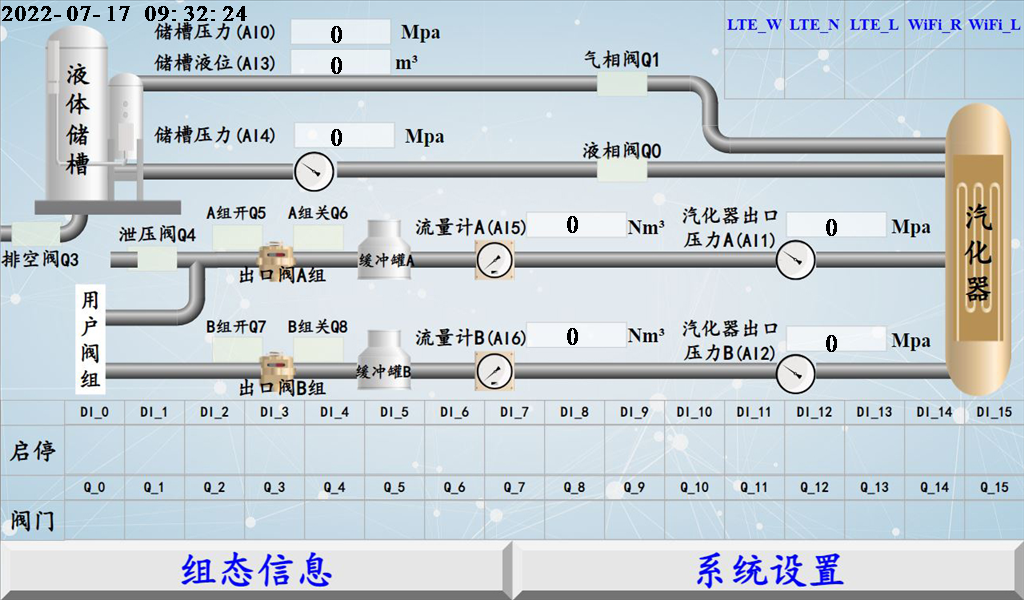 2022-07-17 09:32:24
储槽压力(AI0) 0 Mpa
储槽液位(AI3) 0 m³
LTE_W LTE_N LTE_L WiFi_R WiFi_L
液体储槽
气相阀Q1
储槽压力(AI4) 0 Mpa
液相阀Q0
A组开Q5 A组关Q6
流量计A(AI5) 0 Nm³
汽化器出口
压力A(AI1) 0 Mpa
汽化器
泄压阀Q4
排空阀Q3
缓冲罐A
出口阀A组
用户阀组
B组开Q7 B组关Q8
流量计B(AI6) 0 Nm³
汽化器出口
压力B(AI2) 0 Mpa
缓冲罐B
出口阀B组
DI_0 DI_1 DI_2 DI_3 DI_4 DI_5 DI_6 DI_7 DI_8 DI_9 DI_10 DI_11 DI_12 DI_13 DI_14 DI_15
启停
Q_0 Q_1 Q_2 Q_3 Q_4 Q_5 Q_6 Q_7 Q_8 Q_9 Q_10 Q_11 Q_12 Q_13 Q_14 Q_15
阀门
组态信息 系统设置